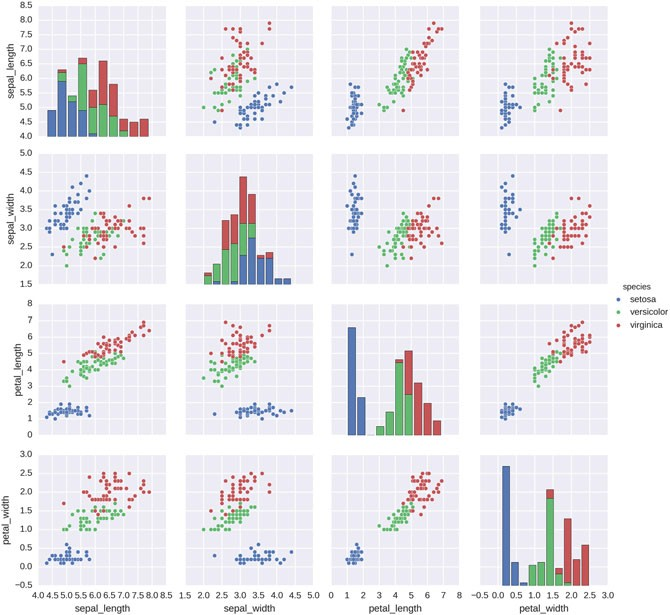 sepal_length
8.5
8.0
7.5
7.0
6.5
6.0
5.5
5.0
4.5
4.0
sepal_width
5.0
4.5
4.0
3.5
3.0
2.5
2.0
1.5
species
setosa
versicolor
virginica
petal_length
8
7
6
5
4
3
2
1
0
petal_width
3.0
2.5
2.0
1.5
1.0
0.5
0.0
−0.5
4.0 4.5 5.0 5.5 6.0 6.5 7.0 7.5 8.0 8.5
1.5 2.0 2.5 3.0 3.5 4.0 4.5 5.0
0 1 2 3 4 5 6 7 8
−0.5 0.0 0.5 1.0 1.5 2.0 2.5 3.0
sepal_length sepal_width petal_length petal_width